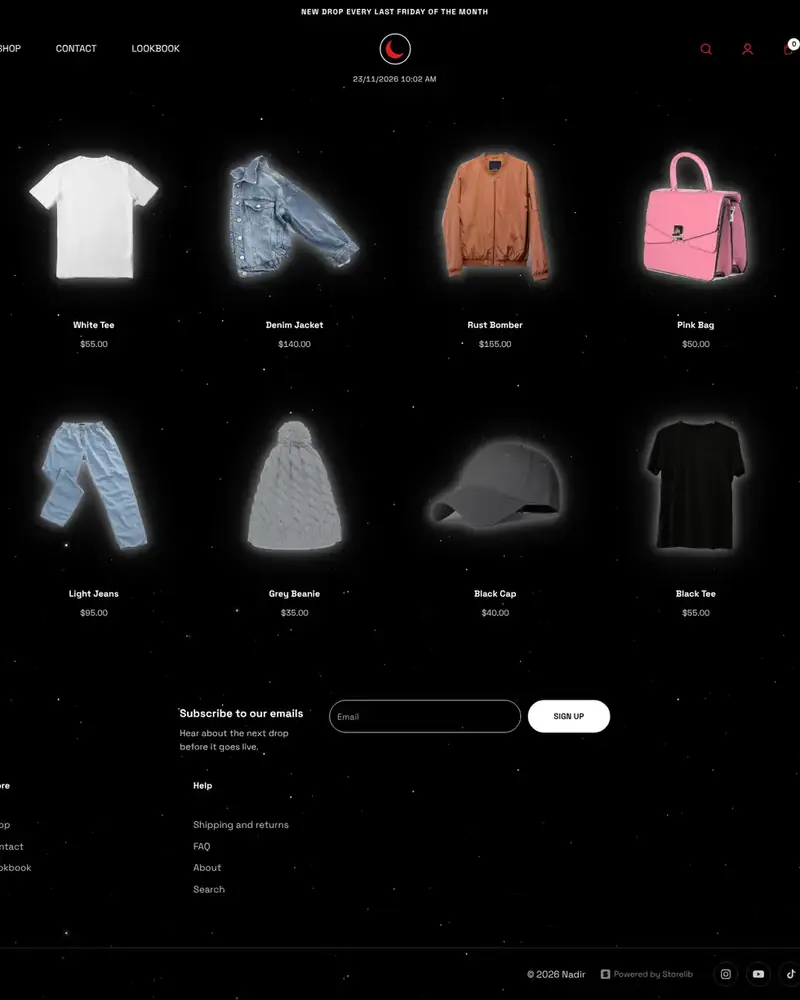 NEW DROP EVERY LAST FRIDAY OF THE MONTH
SHOP CONTACT LOOKBOOK
0
23/11/2026 10:02 AM
White Tee Denim Jacket Rust Bomber Pink Bag
$55.00 $140.00 $155.00 $50.00
Light Jeans Grey Beanie Black Cap Black Tee
$95.00 $35.00 $40.00 $55.00
Subscribe to our emails
Hear about the next drop
before it goes live.
Email
SIGN UP
ore Help
op Shipping and returns
ntact FAQ
okbook About
Search
© 2026 Nadir Powered by Storelib